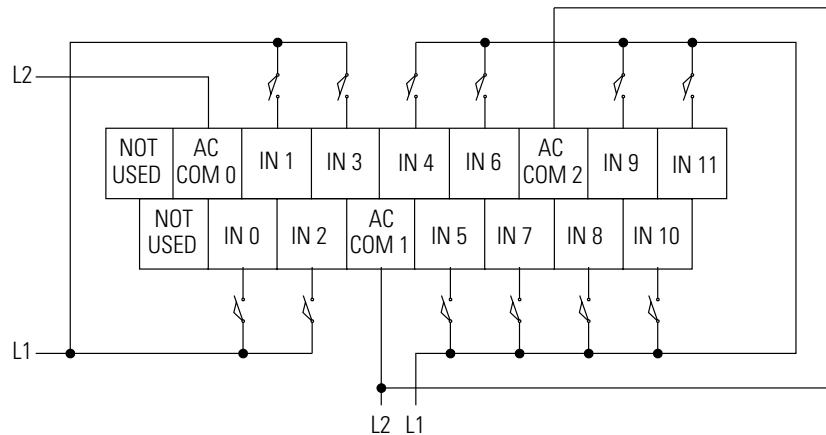 L2
NOT
USED
AC
COM 0
IN 1
IN 3
IN 4
IN 6
AC
COM 2
IN 9
IN 11
NOT
USED
IN 0
IN 2
AC
COM 1
IN 5
IN 7
IN 8
IN 10
L1
L2 L1